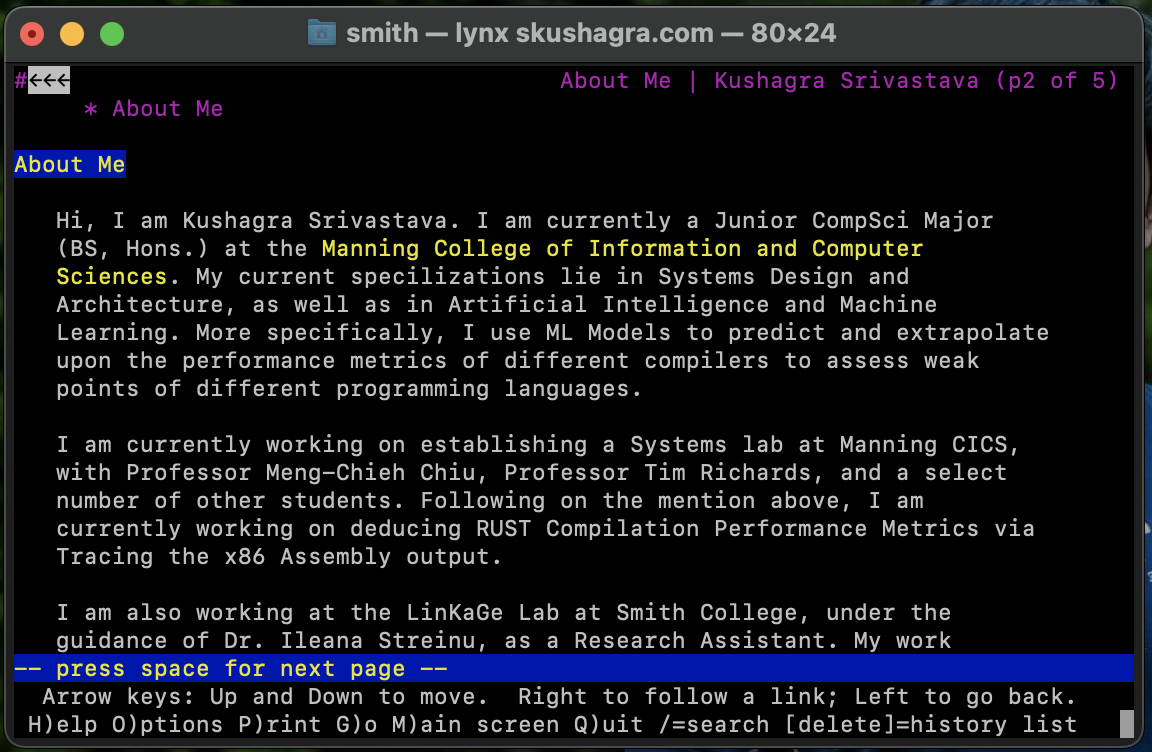 smith — lynx skushagra.com — 80×24
#←←← About Me | Kushagra Srivastava (p2 of 5)
* About Me
About Me
Hi, I am Kushagra Srivastava. I am currently a Junior CompSci Major
(BS, Hons.) at the Manning College of Information and Computer
Sciences. My current specilizations lie in Systems Design and
Architecture, as well as in Artificial Intelligence and Machine
Learning. More specifically, I use ML Models to predict and extrapolate
upon the performance metrics of different compilers to assess weak
points of different programming languages.
I am currently working on establishing a Systems lab at Manning CICS,
with Professor Meng-Chieh Chiu, Professor Tim Richards, and a select
number of other students. Following on the mention above, I am
currently working on deducing RUST Compilation Performance Metrics via
Tracing the x86 Assembly output.
I am also working at the LinKaGe Lab at Smith College, under the
guidance of Dr. Ileana Streinu, as a Research Assistant. My work
-- press space for next page --
Arrow keys: Up and Down to move. Right to follow a link; Left to go back.
H)elp O)ptions P)rint G)o M)ain screen Q)uit /=search [delete]=history list